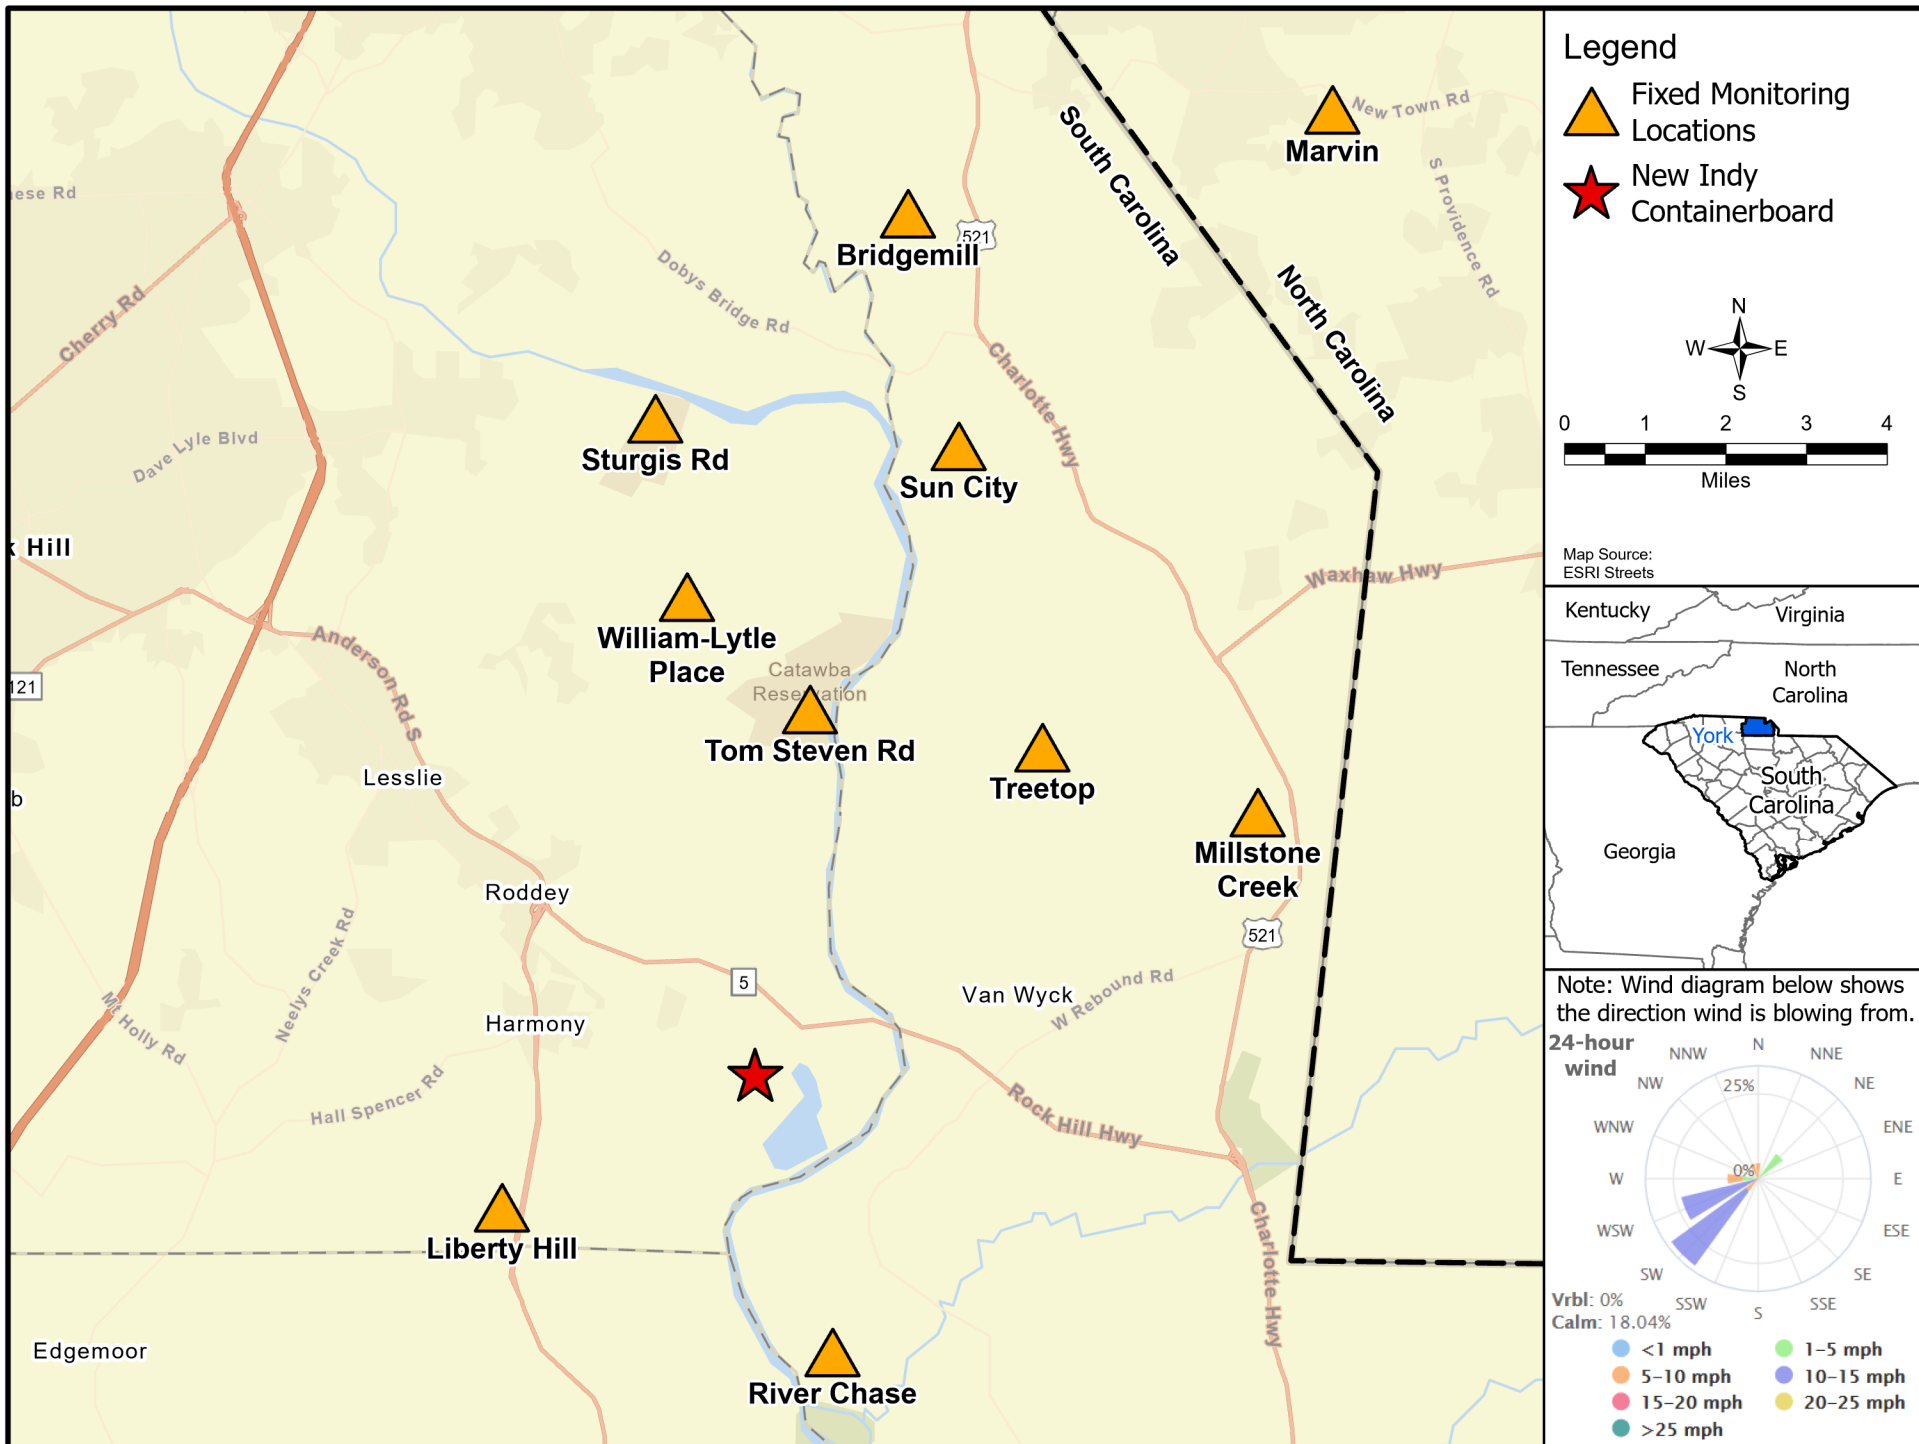 New Town Rd
Marvin
South Carolina
S Providence Rd
ese Rd
521
Bridgemill
Dobys Bridge Rd
North Carolina
Cherry Rd
Charlotte Hwy
Dave Lyle Blvd
Sturgis Rd
Sun City
k Hill
Waxhaw Hwy
Anderson Rd S
William-Lytle
Place
Catawba
Reservation
121
Tom Steven Rd
Lesslie
Treetop
b
Millstone
Creek
Roddey
521
Neelys Creek Rd
5
Van Wyck
W Rebound Rd
Mt Holly Rd
Harmony
Hall Spencer Rd
Rock Hill Hwy
Liberty Hill
Charlotte Hwy
Edgemoor
River Chase
Legend
Fixed Monitoring
Locations
New Indy
Containerboard
N
W E
S
0 1 2 3 4
Miles
Map Source:
ESRI Streets
Kentucky
Virginia
Tennessee
North
Carolina
York
South
Carolina
Georgia
Note: Wind diagram below shows
the direction wind is blowing from.
24-hour
wind
N
NNW NNE
NW NE
25%
WNW ENE
0%
W E
WSW ESE
SW SE
SSW SSE
S
Vrbl: 0%
Calm: 18.04%
<1 mph 1–5 mph
5–10 mph 10–15 mph
15–20 mph 20–25 mph
>25 mph